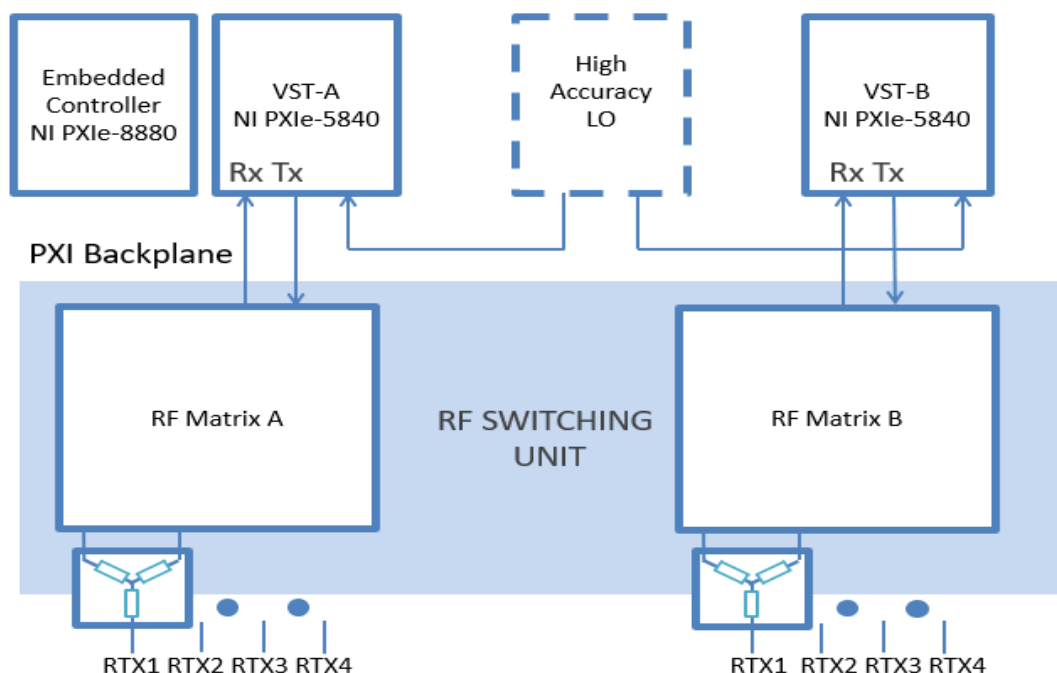 Embedded
Controller
NI PXIe-8880
VST-A
NI PXIe-5840
Rx Tx
High
Accuracy
LO
VST-B
NI PXIe-5840
Rx Tx
PXI Backplane
RF Matrix A
RF SWITCHING
UNIT
RF Matrix B
RTX1 RTX2 RTX3 RTX4
RTX1 RTX2 RTX3 RTX4